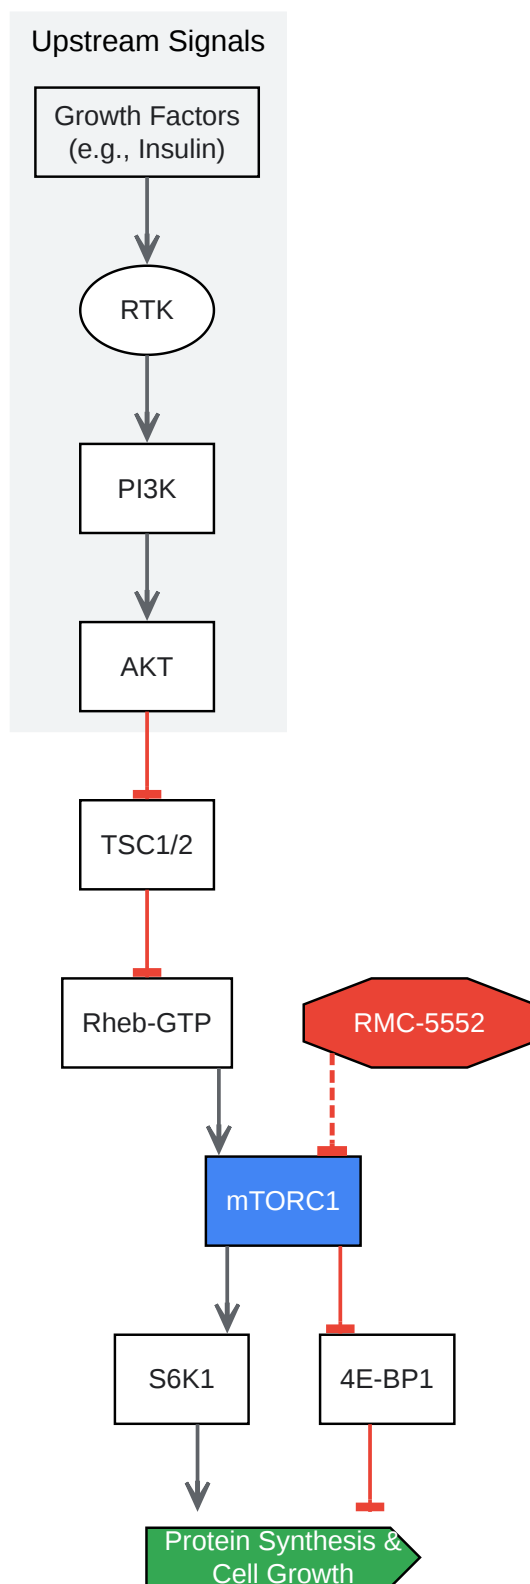 Upstream Signals
Growth Factors
(e.g., Insulin)
RTK
PI3K
AKT
TSC1/2
Rheb-GTP
RMC-5552
mTORC1
S6K1
4E-BP1
Protein Synthesis &
Cell Growth